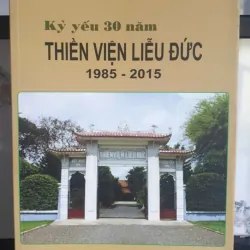 Kỷ yếu 30 năm
THIỀN VIỆN LIỄU ĐỨC
1985 - 2015